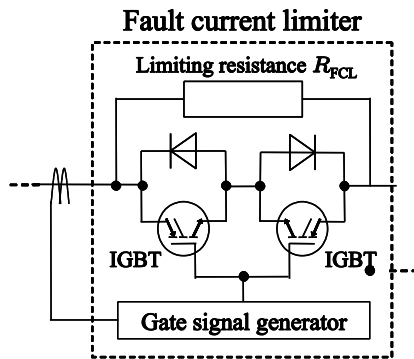 Fault current limiter
Limiting resistance R_FCL
IGBT IGBT
Gate signal generator